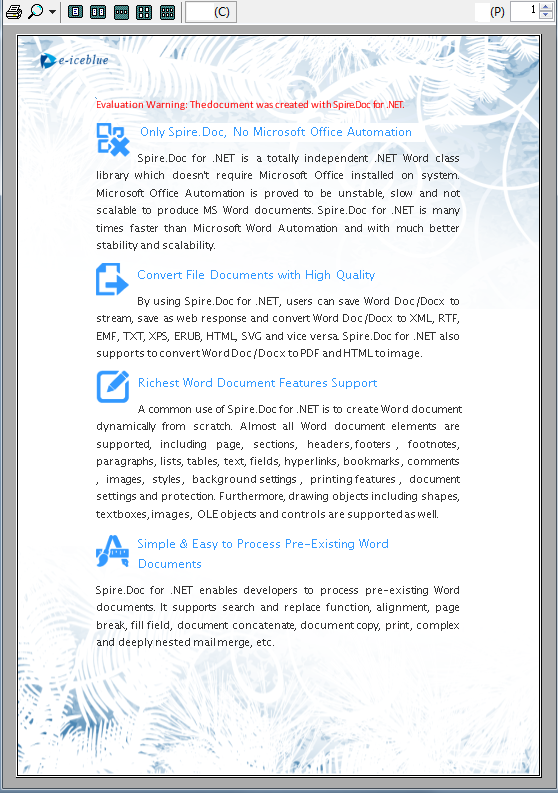 (C)
(P)
1
e-iceblue
Evaluation Warning: The document was created with Spire.Doc for .NET.
Only Spire.Doc, No Microsoft Office Automation
Spire.Doc for .NET is a totally independent .NET Word class
library which doesn't require Microsoft Office installed on system.
Microsoft Office Automation is proved to be unstable, slow and not
scalable to produce MS Word documents. Spire.Doc for .NET is many
times faster than Microsoft Word Automation and with much better
stability and scalability.
Convert File Documents with High Quality
By using Spire.Doc for .NET, users can save Word Doc/Docx to
stream, save as web response and convert Word Doc/Docx to XML, RTF,
EMF, TXT, XPS, ERUB, HTML, SVG and vice versa. Spire.Doc for .NET also
supports to convert Word Doc/Docx to PDF and HTML to image.
Richest Word Document Features Support
A common use of Spire.Doc for .NET is to create Word document
dynamically from scratch. Almost all Word document elements are
supported, including page, sections, headers, footers , footnotes,
paragraphs, lists, tables, text, fields, hyperlinks, bookmarks, comments
, images, styles, background settings , printing features , document
settings and protection. Furthermore, drawing objects including shapes,
textboxes, images, OLE objects and controls are supported as well.
Simple & Easy to Process Pre-Existing Word
Documents
Spire.Doc for .NET enables developers to process pre-existing Word
documents. It supports search and replace function, alignment, page
break, fill field, document concatenate, document copy, print, complex
and deeply nested mail merge, etc.